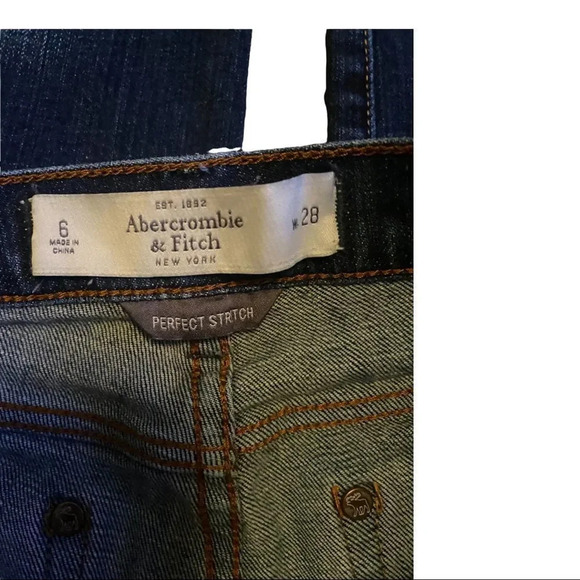 EST. 1892
6
MADE IN
CHINA
Abercrombie
& Fitch
NEW YORK
W. 28
PERFECT STRTCH